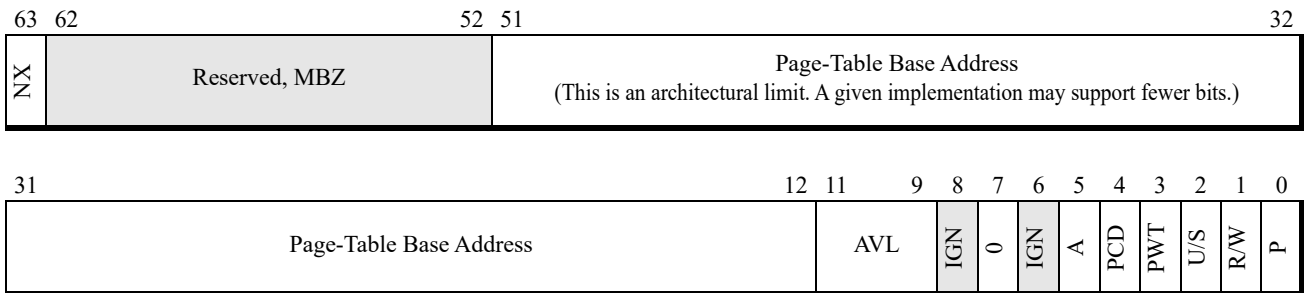 63 62 52 51 32
NX Reserved, MBZ Page-Table Base Address
(This is an architectural limit. A given implementation may support fewer bits.)
31 12 11 9 8 7 6 5 4 3 2 1 0
Page-Table Base Address AVL IGN 0 IGN A PCD PWT U/S R/W P